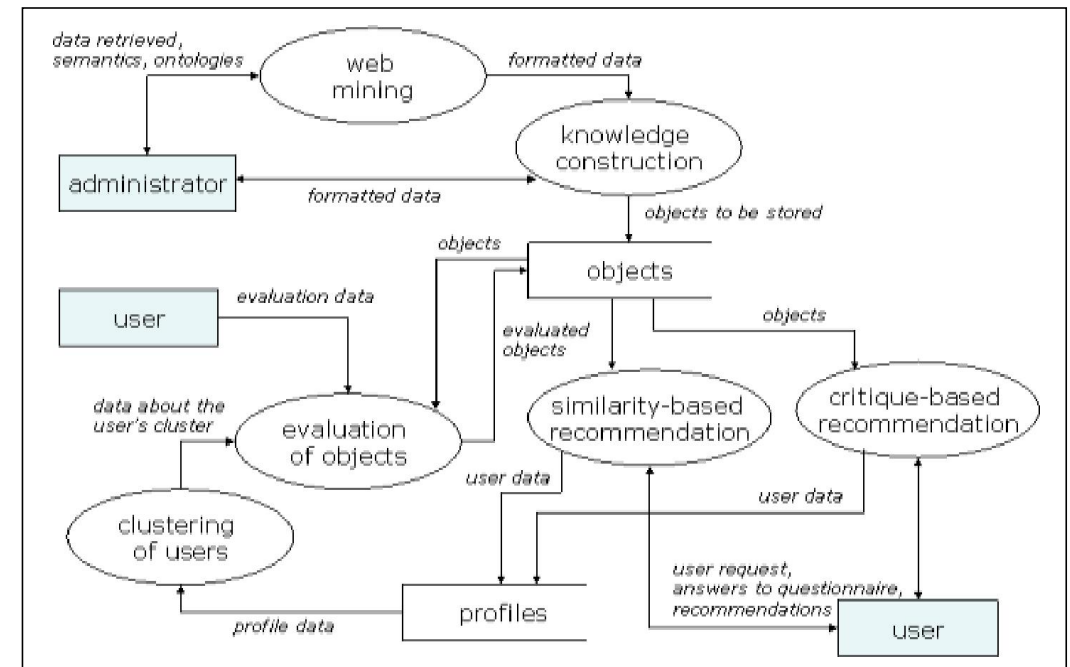 data retrieved,
semantics, ontologies
web
mining
formatted data
knowledge
construction
administrator
formatted data
objects to be stored
objects
objects
user
evaluation data
evaluated
objects
objects
data about the
user's cluster
evaluation
of objects
similarity-based
recommendation
critique-based
recommendation
user data
user data
clustering
of users
profiles
profile data
user request,
answers to questionnaire,
recommendations
user